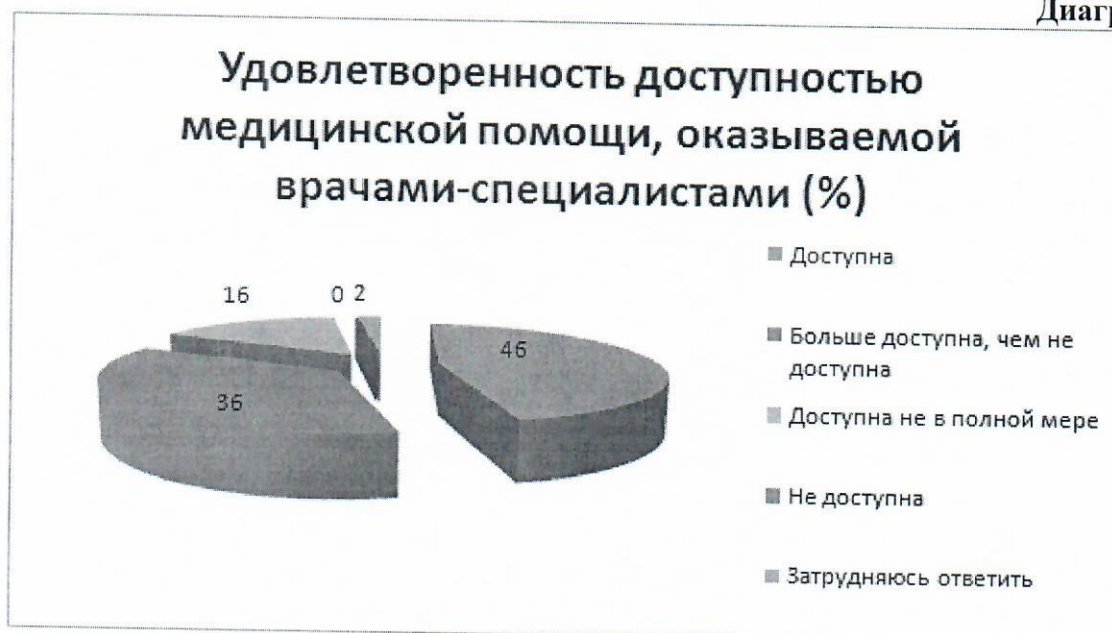 Диагр
Удовлетворенность доступностью
медицинской помощи, оказываемой
врачами-специалистами (%)
16
0
2
46
36
Доступна
Больше доступна, чем не
доступна
Доступна не в полной мере
Не доступна
Затрудняюсь ответить